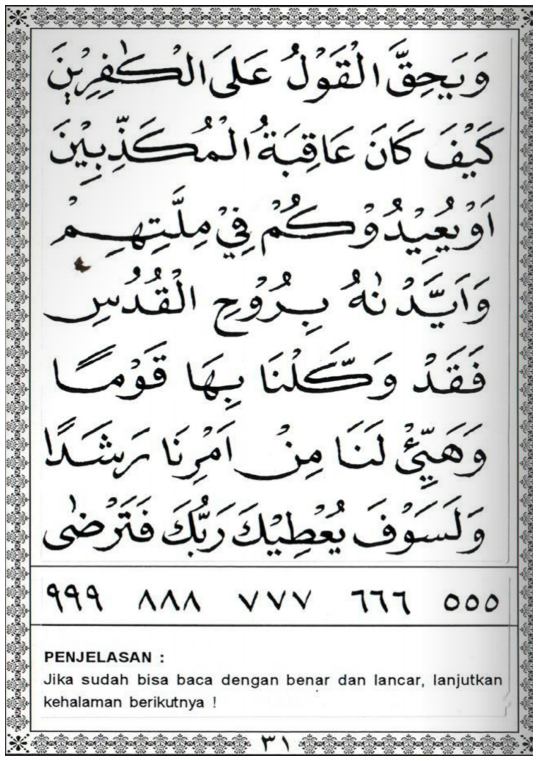 وَيَحِقَّ الْقَوْلُ عَلَى الْكٰفِرِيْنَ
كَيْفَ كَانَ عَاقِبَةُ الْمُكَذِّبِيْنَ
اَوْ يُعِيْدُوْكُمْ فِيْ مِلَّتِهِمْ
وَاَيَّدْنٰهُ بِرُوْحِ الْقُدُسِ
فَقَدْ وَكَّلْنَا بِهَا قَوْمًا
وَهَيِّئْ لَنَا مِنْ اَمْرِنَا رَشَدًا
وَلَسَوْفَ يُعْطِيْكَ رَبُّكَ فَتَرْضٰى
٥٥٥ ٦٦٦ ٧٧٧ ٨٨٨ ٩٩٩
PENJELASAN :
Jika sudah bisa baca dengan benar dan lancar, lanjutkan
kehalaman berikutnya !
٣١